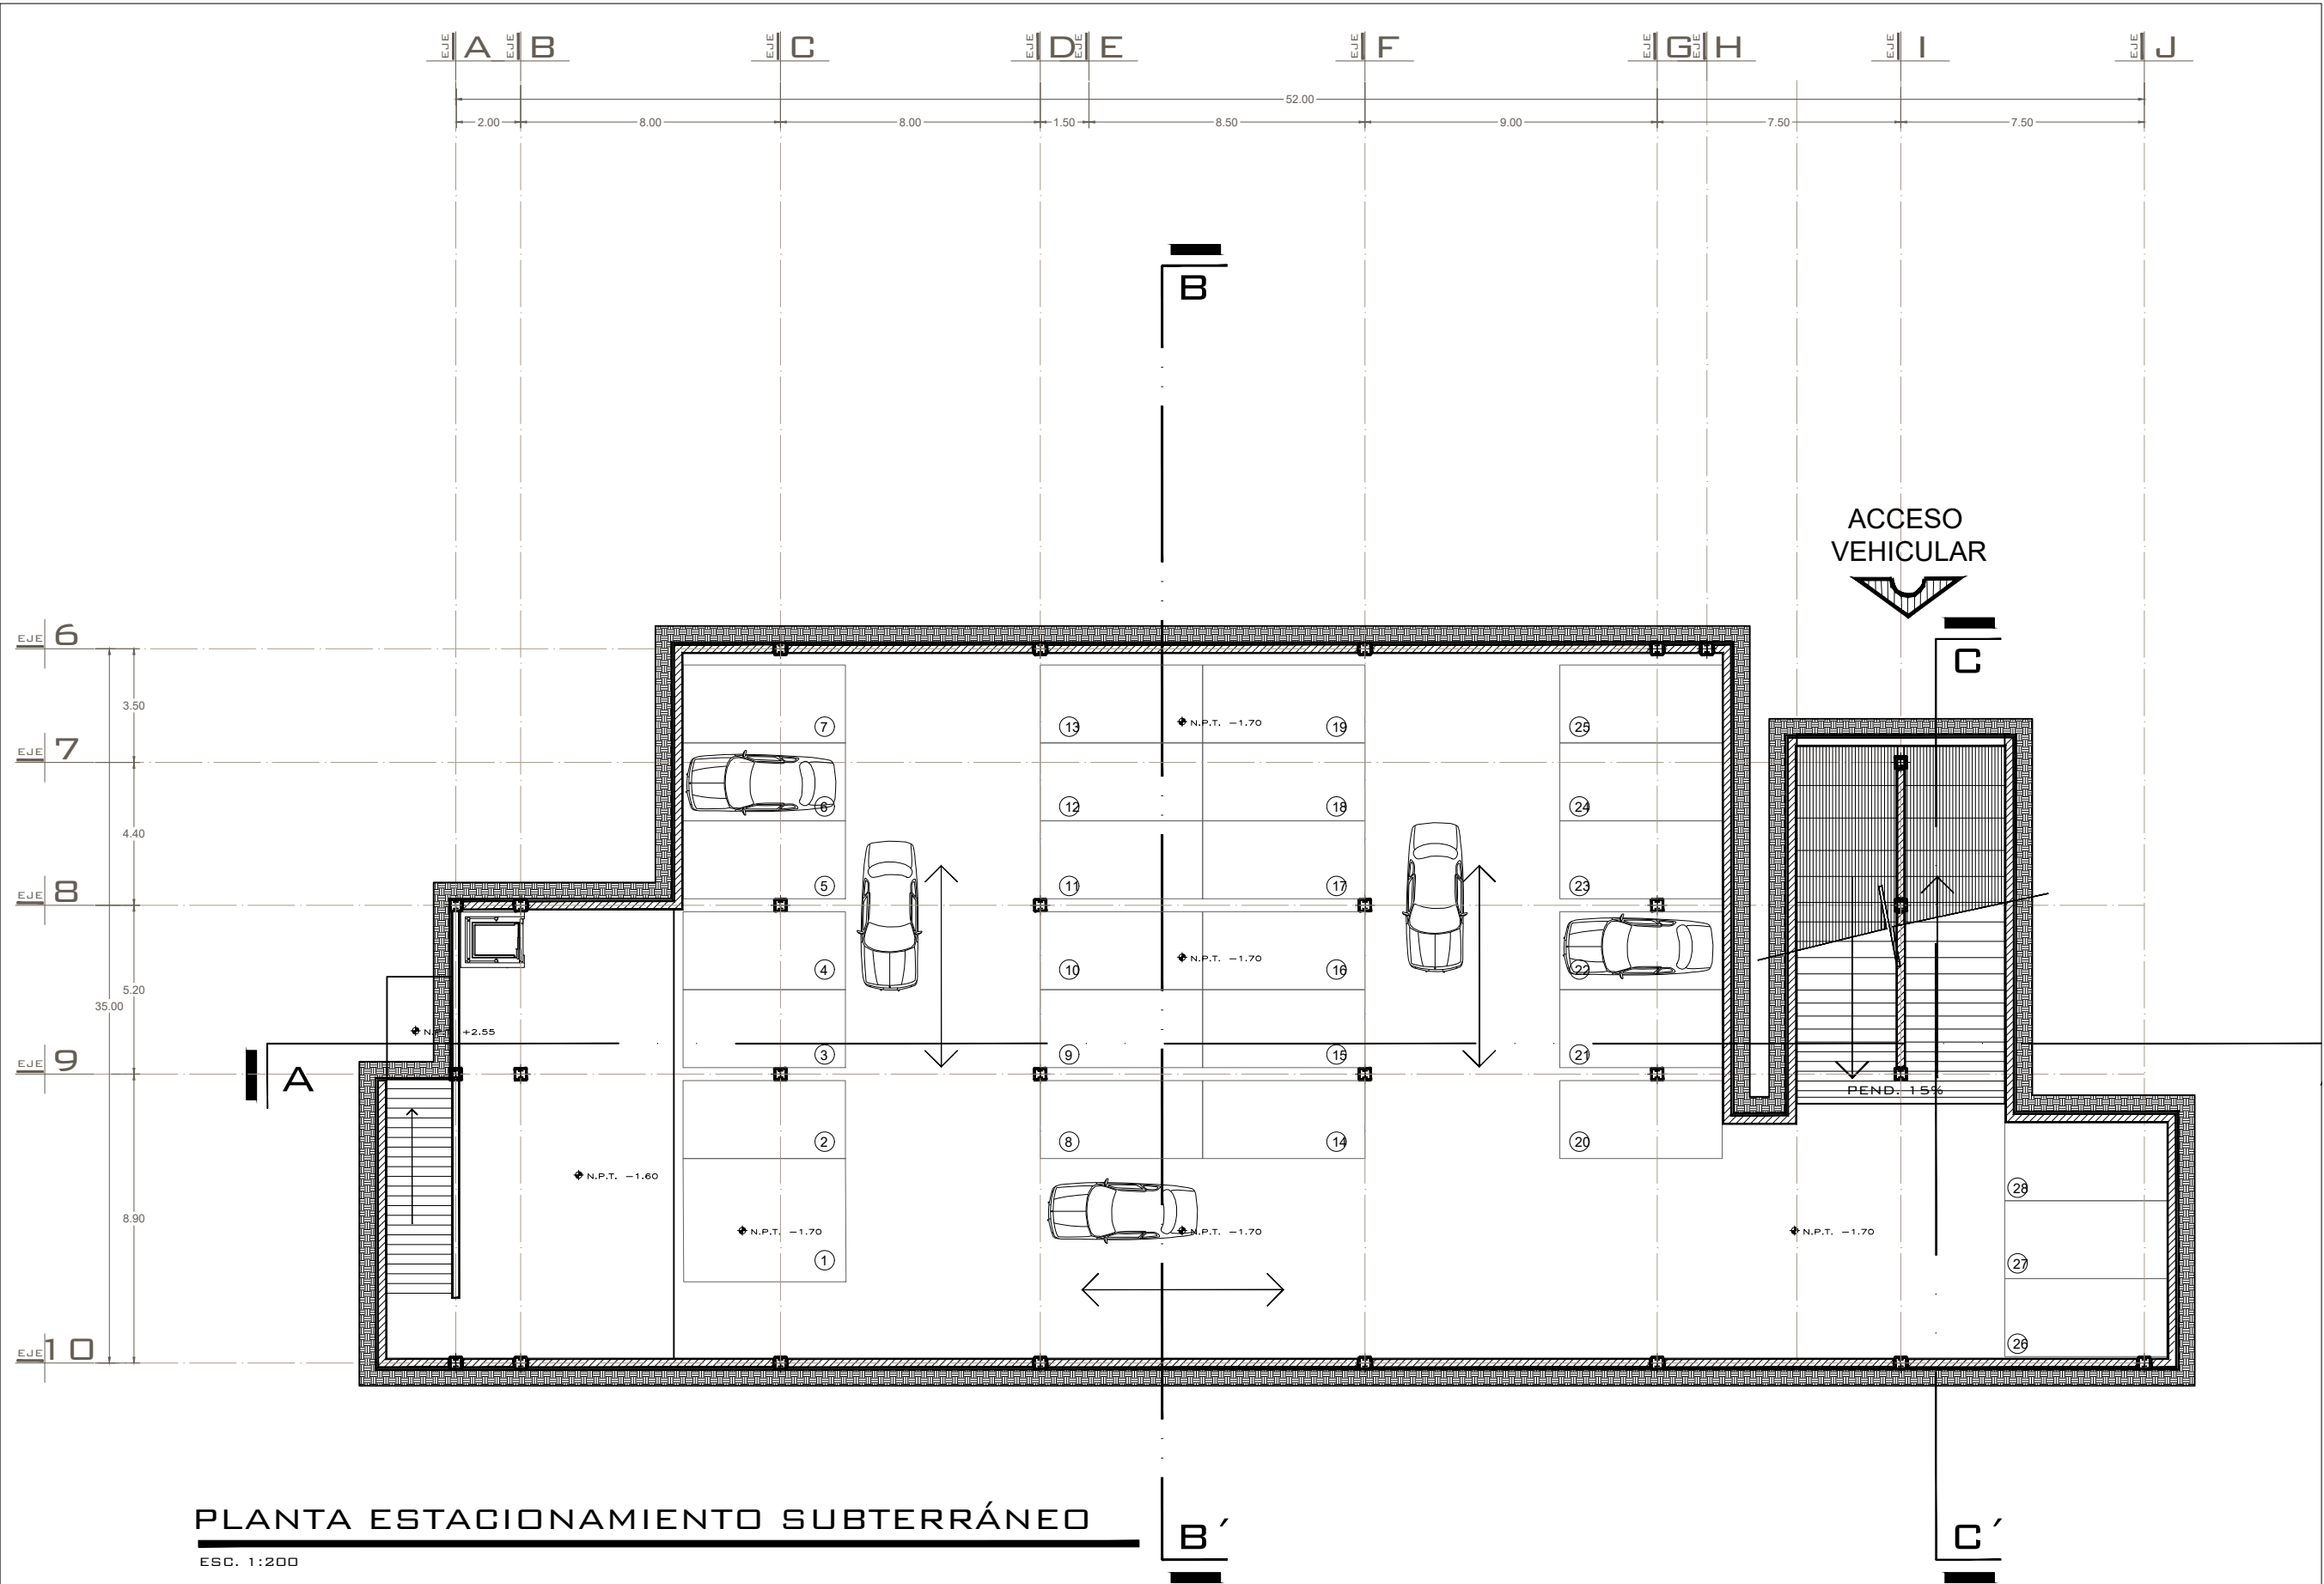 EJE A EJE B EJE C EJE D EJE E EJE F EJE G EJE H EJE I EJE J
52.00
2.00 8.00 8.00 1.50 8.50 9.00 7.50 7.50
B
ACCESO
VEHICULAR
EJE 6
C
3.50
7 13 N.P.T. -1.70 19 25
EJE 7
6 12 18 24
4.40
5 11 17 23
EJE 8
4 10 N.P.T. -1.70 16 22
5.20
35.00
N.P.T. +2.55
3 9 15 21
EJE 9
A
PEND. 15%
2 8 14 20
N.P.T. -1.60
28
8.90
N.P.T. -1.70 N.P.T. -1.70 N.P.T. -1.70
1
27
26
EJE 10
PLANTA ESTACIONAMIENTO SUBTERRÁNEO
ESC. 1:200
B´ C´